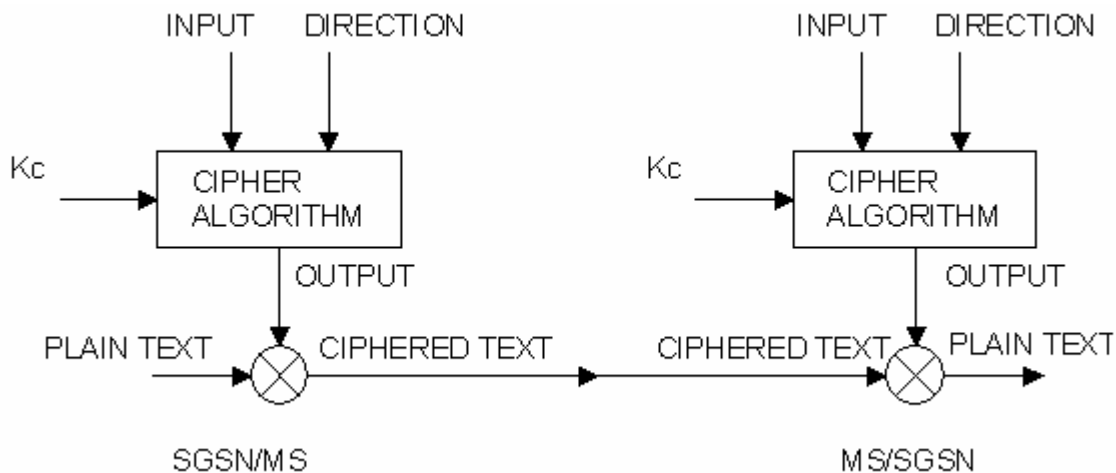 INPUT DIRECTION INPUT DIRECTION
Kc CIPHER ALGORITHM Kc CIPHER ALGORITHM
OUTPUT OUTPUT
PLAIN TEXT CIPHERED TEXT CIPHERED TEXT PLAIN TEXT
SGSN/MS MS/SGSN